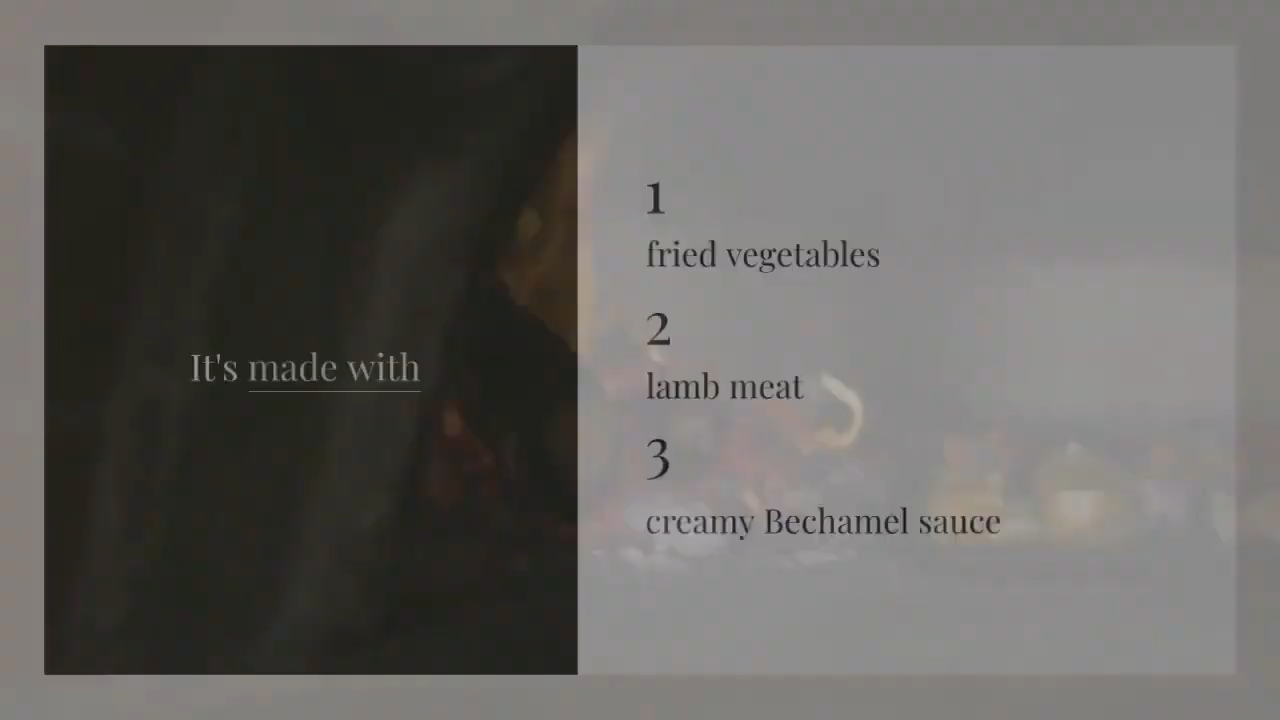 It's made with
1
fried vegetables
2
lamb meat
3
creamy Bechamel sauce